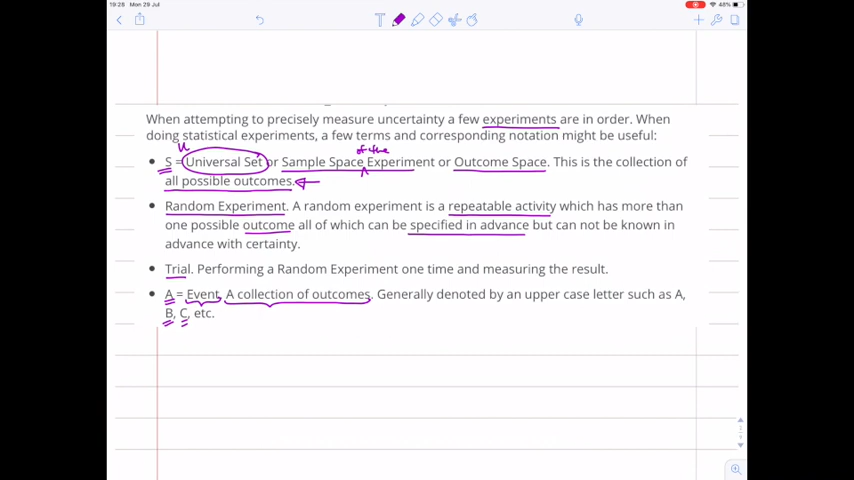 19:28 Mon 29 Jul
48%
T
When attempting to precisely measure uncertainty a few experiments are in order. When
doing statistical experiments, a few terms and corresponding notation might be useful:
u
of the
• S = Universal Set or Sample Space Experiment or Outcome Space. This is the collection of
all possible outcomes.
• Random Experiment. A random experiment is a repeatable activity which has more than
one possible outcome all of which can be specified in advance but can not be known in
advance with certainty.
• Trial. Performing a Random Experiment one time and measuring the result.
• A = Event. A collection of outcomes. Generally denoted by an upper case letter such as A,
B, C, etc.